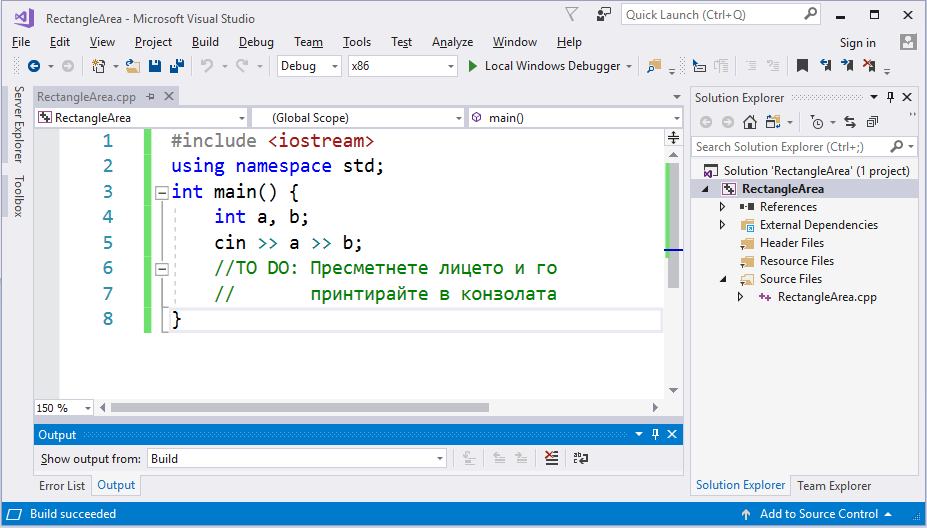 RectangleArea - Microsoft Visual Studio
Quick Launch (Ctrl+Q)
File Edit View Project Build Debug Team Tools Test Analyze Window Help
Sign in
Debug x86 Local Windows Debugger
Server Explorer
Toolbox
RectangleArea.cpp
RectangleArea (Global Scope) main()
1 #include <iostream>
2 using namespace std;
3 int main() {
4 int a, b;
5 cin >> a >> b;
6 //TO DO: Пресметнете лицето и го
7 // принтирайте в конзолата
8 }
150 %
Output
Show output from: Build
Error List Output
Solution Explorer
Search Solution Explorer (Ctrl+;)
Solution 'RectangleArea' (1 project)
RectangleArea
References
External Dependencies
Header Files
Resource Files
Source Files
RectangleArea.cpp
Solution Explorer Team Explorer
Build succeeded
Add to Source Control